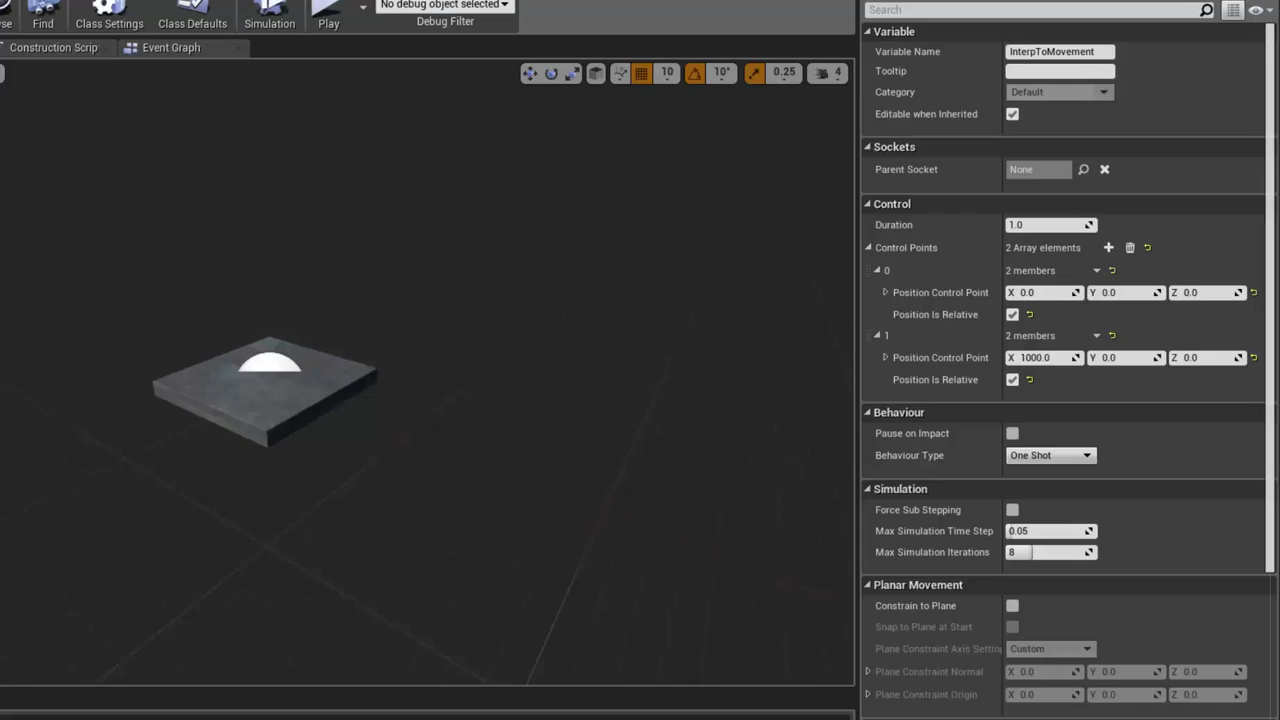 No debug object selected
Find
Class Settings
Class Defaults
Simulation
Play
Debug Filter
Construction Scrip
Event Graph
10
10°
0.25
4
Search
Variable
Variable Name
InterpToMovement
Tooltip
Category
Default
Editable when Inherited
Sockets
Parent Socket
None
Control
Duration
1.0
Control Points
2 Array elements
0
2 members
Position Control Point
X 0.0
Y 0.0
Z 0.0
Position Is Relative
1
2 members
Position Control Point
X 1000.0
Y 0.0
Z 0.0
Position Is Relative
Behaviour
Pause on Impact
Behaviour Type
One Shot
Simulation
Force Sub Stepping
Max Simulation Time Step
0.05
Max Simulation Iterations
8
Planar Movement
Constrain to Plane
Snap to Plane at Start
Plane Constraint Axis Setting
Custom
Plane Constraint Normal
X 0.0
Y 0.0
Z 0.0
Plane Constraint Origin
X 0.0
Y 0.0
Z 0.0